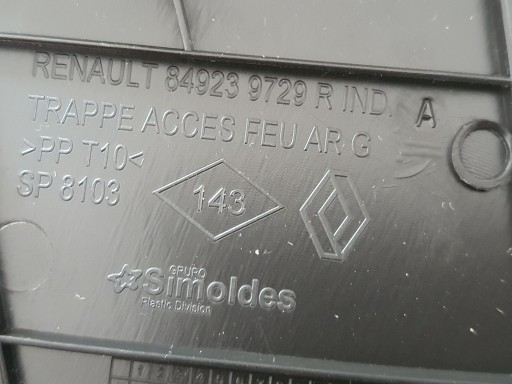 RENAULT 84923 9729 R IND. A
TRAPPE ACCES FEU AR G
>PP T10<
SP'8103
143
GRUPO
Simoldes
Plastic Division